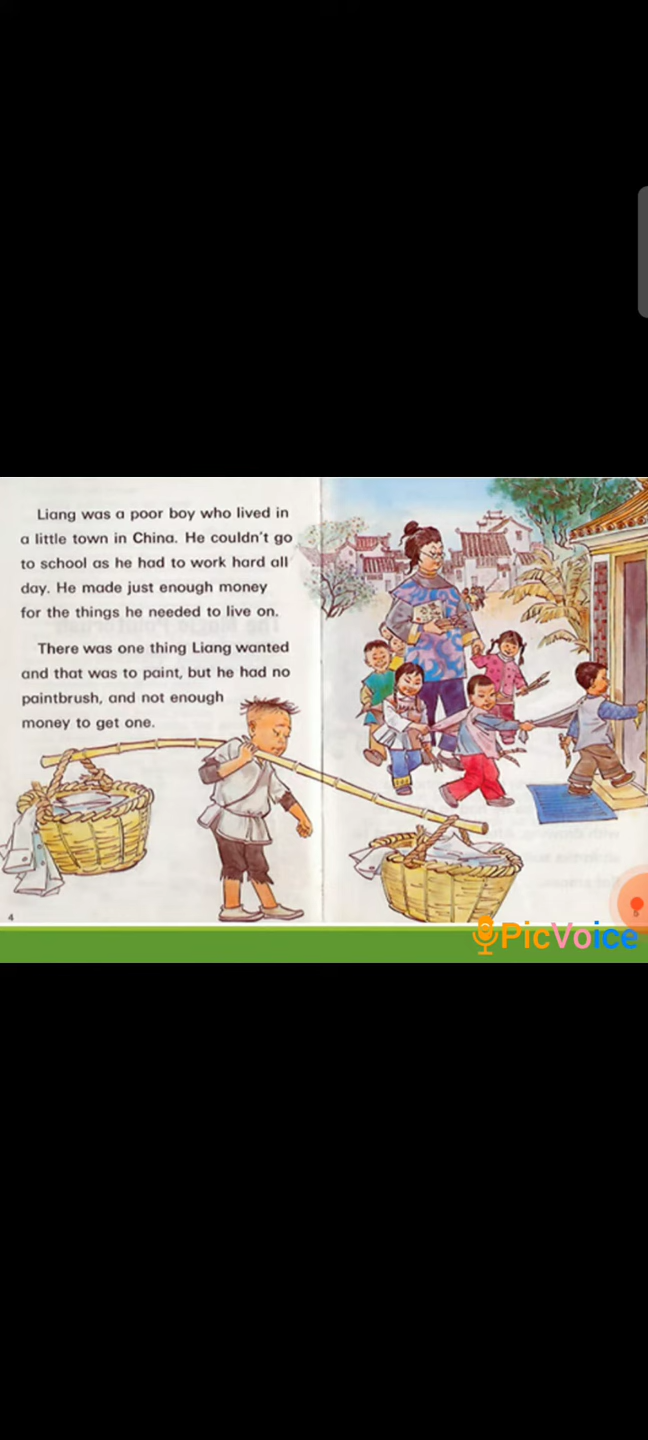 Liang was a poor boy who lived in
a little town in China. He couldn't go
to school as he had to work hard all
day. He made just enough money
for the things he needed to live on.
There was one thing Liang wanted
and that was to paint, but he had no
paintbrush, and not enough
money to get one.
4
5
PicVoice